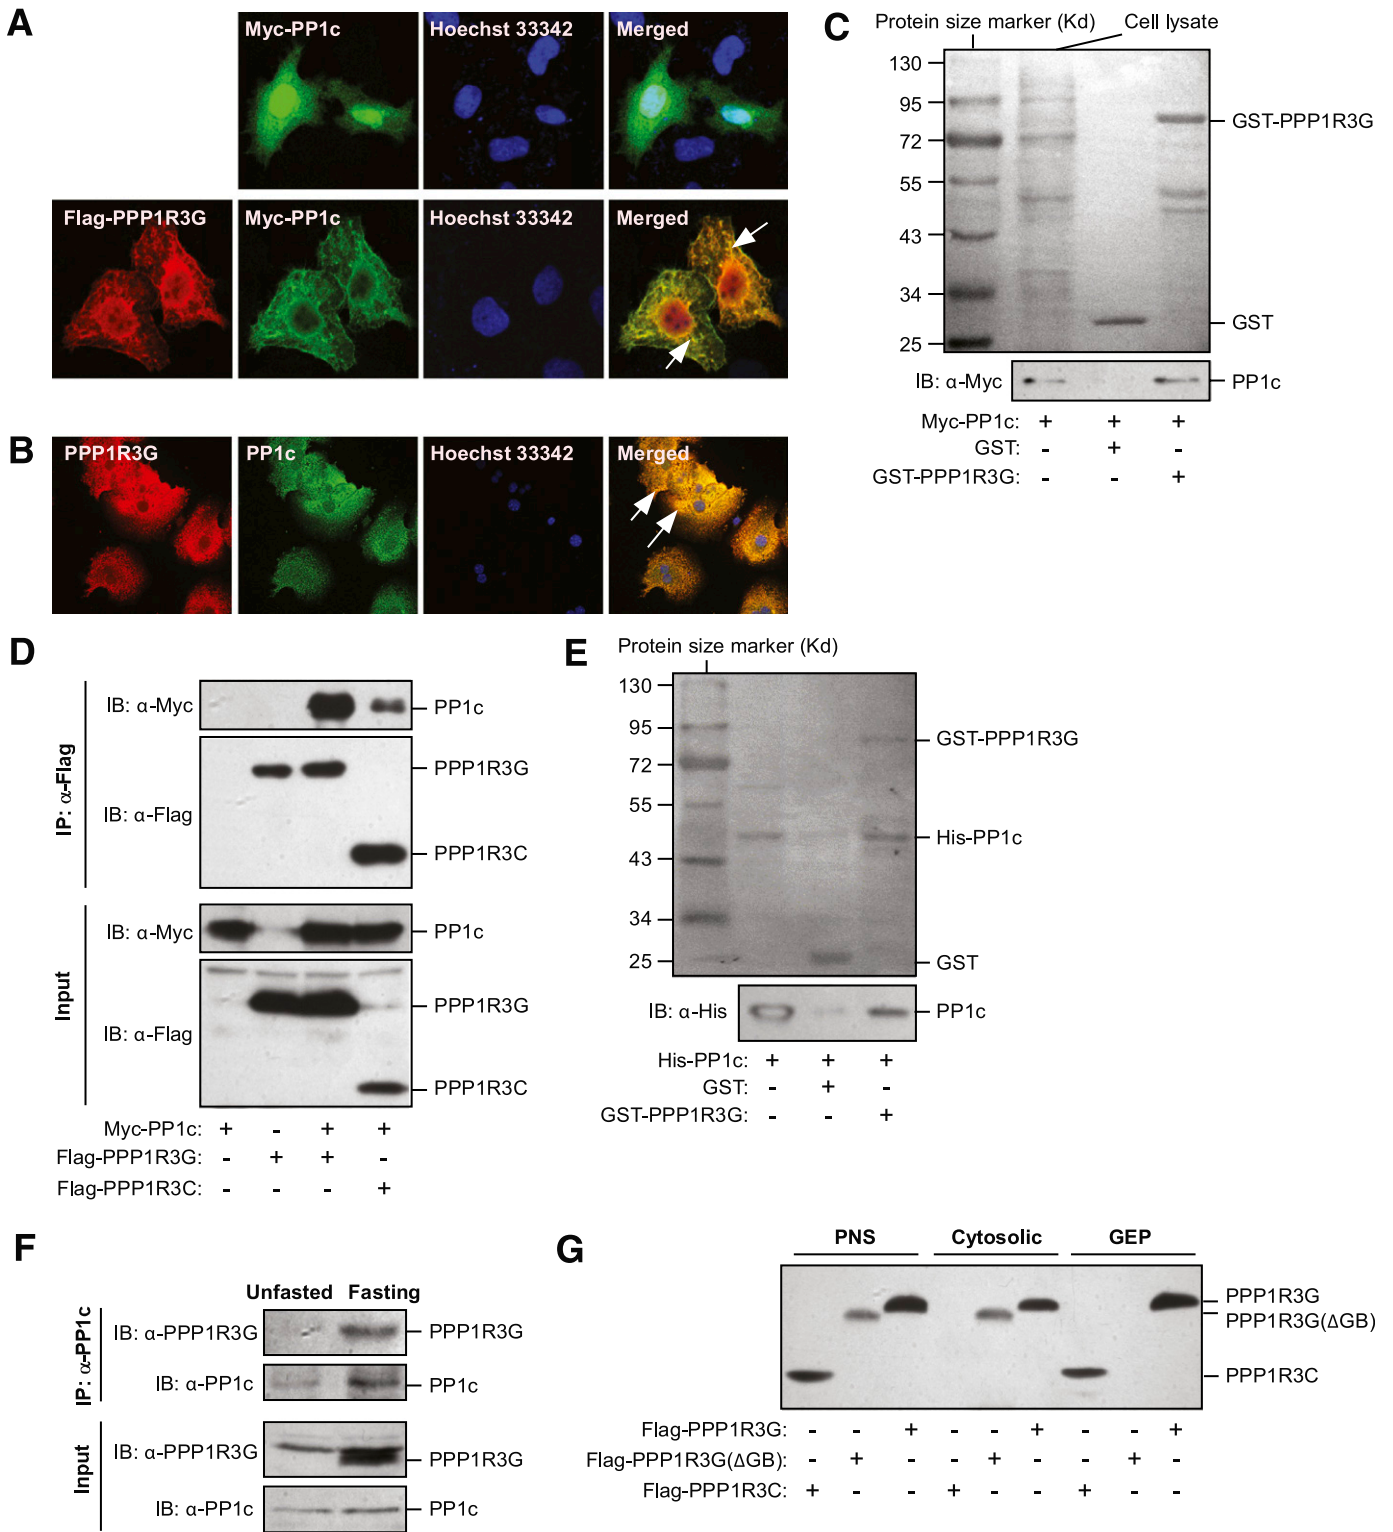 A
Myc-PP1c Hoechst 33342 Merged
Flag-PPP1R3G Myc-PP1c Hoechst 33342 Merged
B
PPP1R3G PP1c Hoechst 33342 Merged
C
Protein size marker (Kd) Cell lysate
130
95
72
55
43
34
25
GST-PPP1R3G
GST
IB: α-Myc PP1c
Myc-PP1c: + + +
GST: - + -
GST-PPP1R3G: - - +
D
IP: α-Flag
IB: α-Myc PP1c
IB: α-Flag
PPP1R3G
PPP1R3C
Input
IB: α-Myc PP1c
IB: α-Flag
PPP1R3G
PPP1R3C
Myc-PP1c: + - + +
Flag-PPP1R3G: - + + -
Flag-PPP1R3C: - - - +
E
Protein size marker (Kd)
130
95
72
55
43
34
25
GST-PPP1R3G
His-PP1c
GST
IB: α-His PP1c
His-PP1c: + + +
GST: - + -
GST-PPP1R3G: - - +
F
Unfasted Fasting
IP: α-PP1c
IB: α-PPP1R3G PPP1R3G
IB: α-PP1c PP1c
Input
IB: α-PPP1R3G PPP1R3G
IB: α-PP1c PP1c
G
PNS Cytosolic GEP
PPP1R3G
PPP1R3G(ΔGB)
PPP1R3C
Flag-PPP1R3G: - - + - - + - - +
Flag-PPP1R3G(ΔGB): - + - - + - - + -
Flag-PPP1R3C: + - - + - - + - -